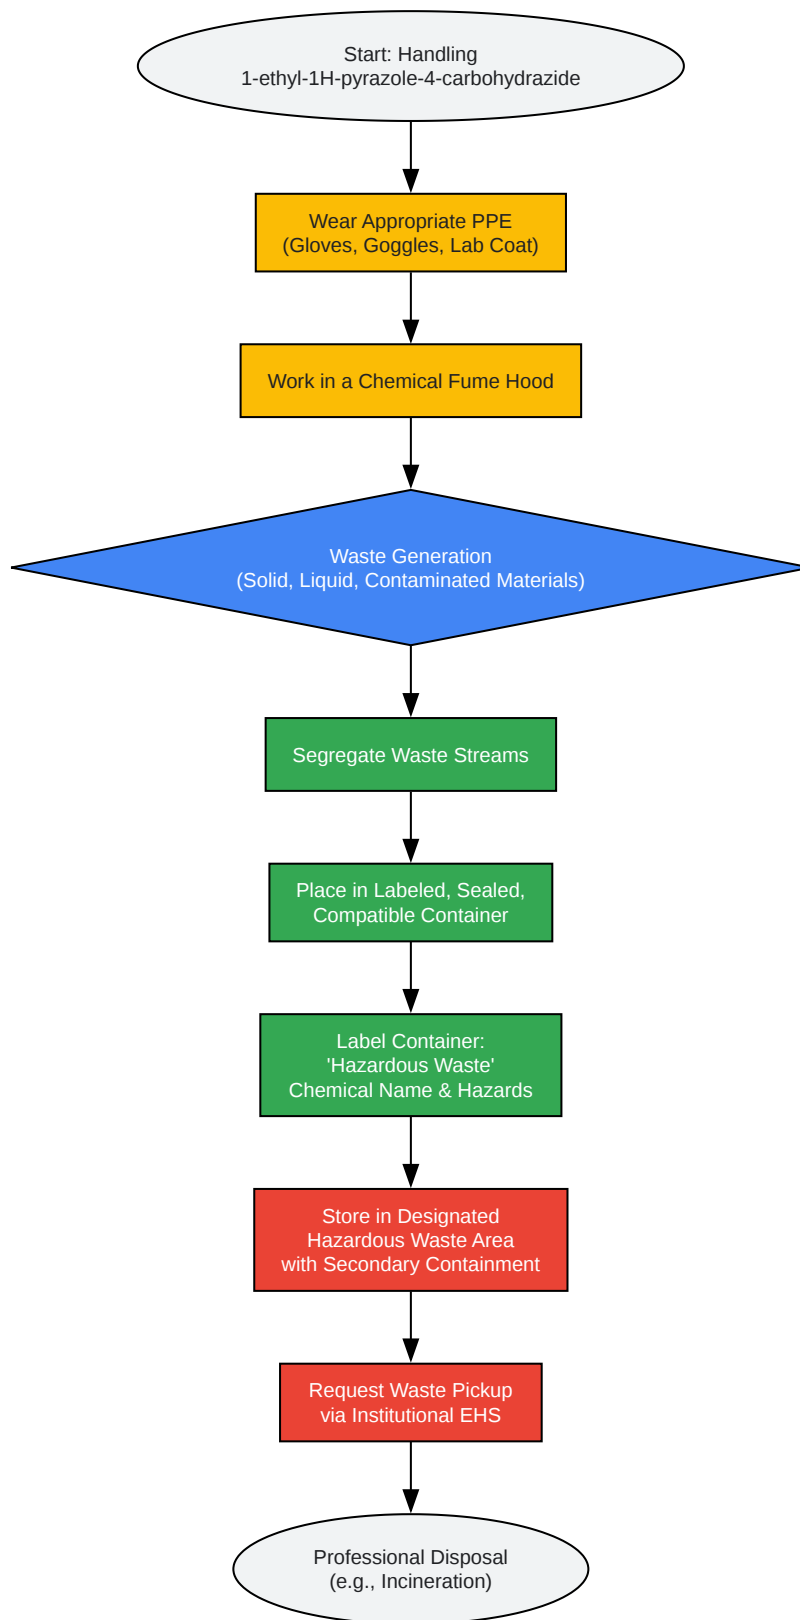 Start: Handling
1-ethyl-1H-pyrazole-4-carbohydrazide
Wear Appropriate PPE
(Gloves, Goggles, Lab Coat)
Work in a Chemical Fume Hood
Waste Generation
(Solid, Liquid, Contaminated Materials)
Segregate Waste Streams
Place in Labeled, Sealed,
Compatible Container
Label Container:
'Hazardous Waste'
Chemical Name & Hazards
Store in Designated
Hazardous Waste Area
with Secondary Containment
Request Waste Pickup
via Institutional EHS
Professional Disposal
(e.g., Incineration)